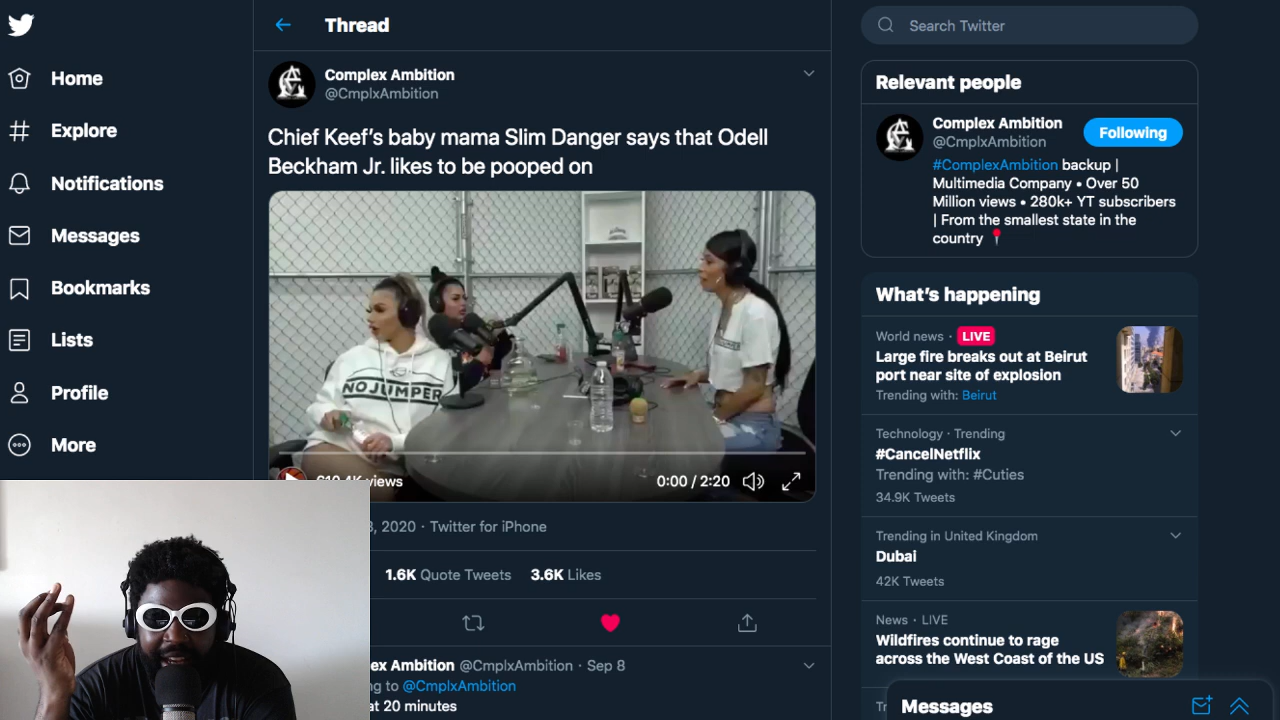 Home
Explore
Notifications
Messages
Bookmarks
Lists
Profile
More
Thread
Complex Ambition
@CmplxAmbition
Chief Keef’s baby mama Slim Danger says that Odell
Beckham Jr. likes to be pooped on
NOJUMPER
views
0:00 / 2:20
, 2020 · Twitter for iPhone
1.6K Quote Tweets 3.6K Likes
ex Ambition @CmplxAmbition · Sep 8
g to @CmplxAmbition
at 20 minutes
Search Twitter
Relevant people
Complex Ambition
@CmplxAmbition
Following
#ComplexAmbition backup |
Multimedia Company • Over 50
Million views • 280k+ YT subscribers
| From the smallest state in the
country 📍
What’s happening
World news · LIVE
Large fire breaks out at Beirut
port near site of explosion
Trending with: Beirut
Technology · Trending
#CancelNetflix
Trending with: #Cuties
34.9K Tweets
Trending in United Kingdom
Dubai
42K Tweets
News · LIVE
Wildfires continue to rage
across the West Coast of the US
Tr
Messages